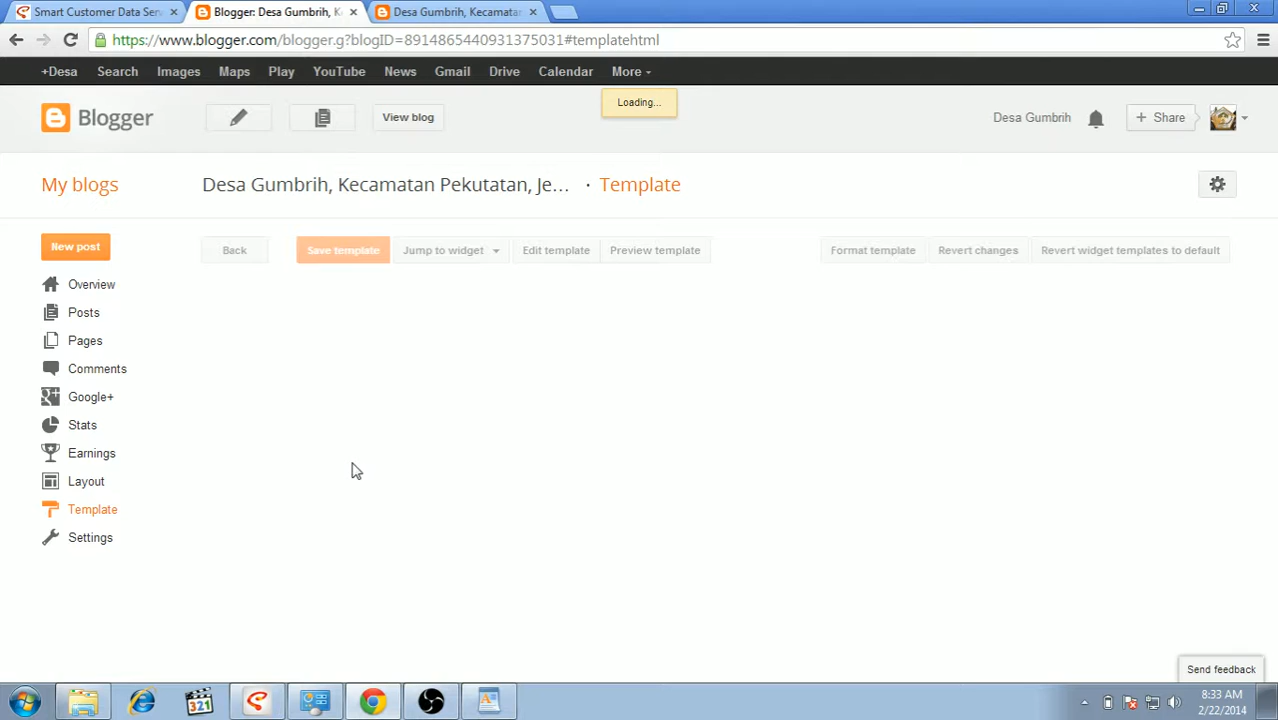 Smart Customer Data Serv
Blogger: Desa Gumbrih, K
Desa Gumbrih, Kecamatan
https://www.blogger.com/blogger.g?blogID=8914865440931375031#templatehtml
+Desa Search Images Maps Play YouTube News Gmail Drive Calendar More
Loading...
Blogger View blog Desa Gumbrih + Share
My blogs Desa Gumbrih, Kecamatan Pekutatan, Je... · Template
New post Back Save template Jump to widget Edit template Preview template Format template Revert changes Revert widget templates to default
Overview
Posts
Pages
Comments
Google+
Stats
Earnings
Layout
Template
Settings
Send feedback
321
8:33 AM
2/22/2014